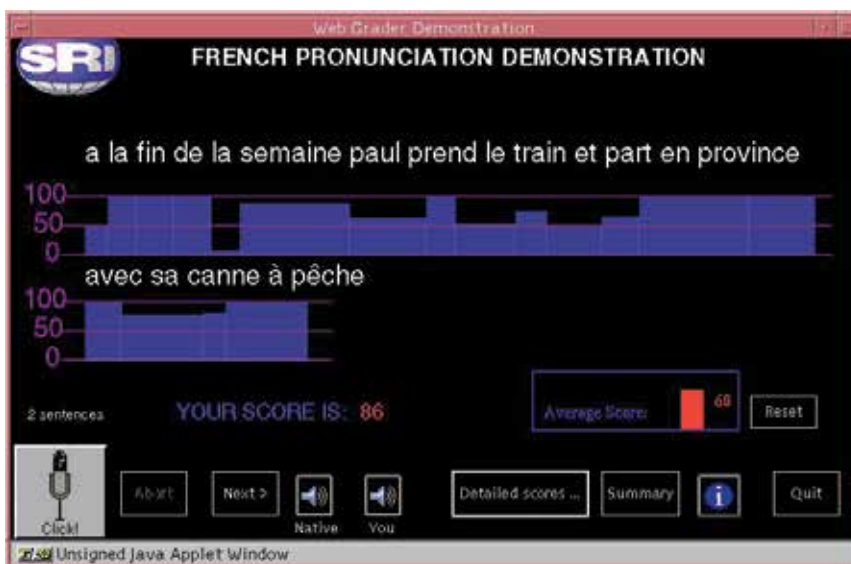 Web Grader Demonstration
SRI
FRENCH PRONUNCIATION DEMONSTRATION
a la fin de la semaine paul prend le train et part en province
100
50
0
avec sa canne à pêche
100
50
0
2 sentences YOUR SCORE IS: 86 Average Score: 68 Reset
Click! Abort Next > Native You Detailed scores ... Summary i Quit
Unsigned Java Applet Window